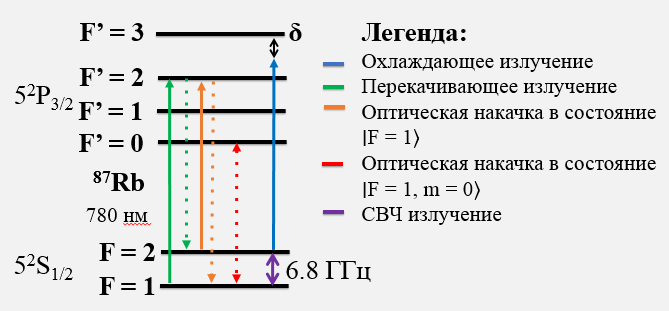 F’ = 3
δ
Легенда:
Охлаждающее излучение
F’ = 2
Перекачивающее излучение
5²P₃/₂
F’ = 1
Оптическая накачка в состояние
|F = 1⟩
F’ = 0
Оптическая накачка в состояние
|F = 1, m = 0⟩
⁸⁷Rb
780 нм
СВЧ излучение
F = 2
5²S₁/₂
6.8 ГГц
F = 1